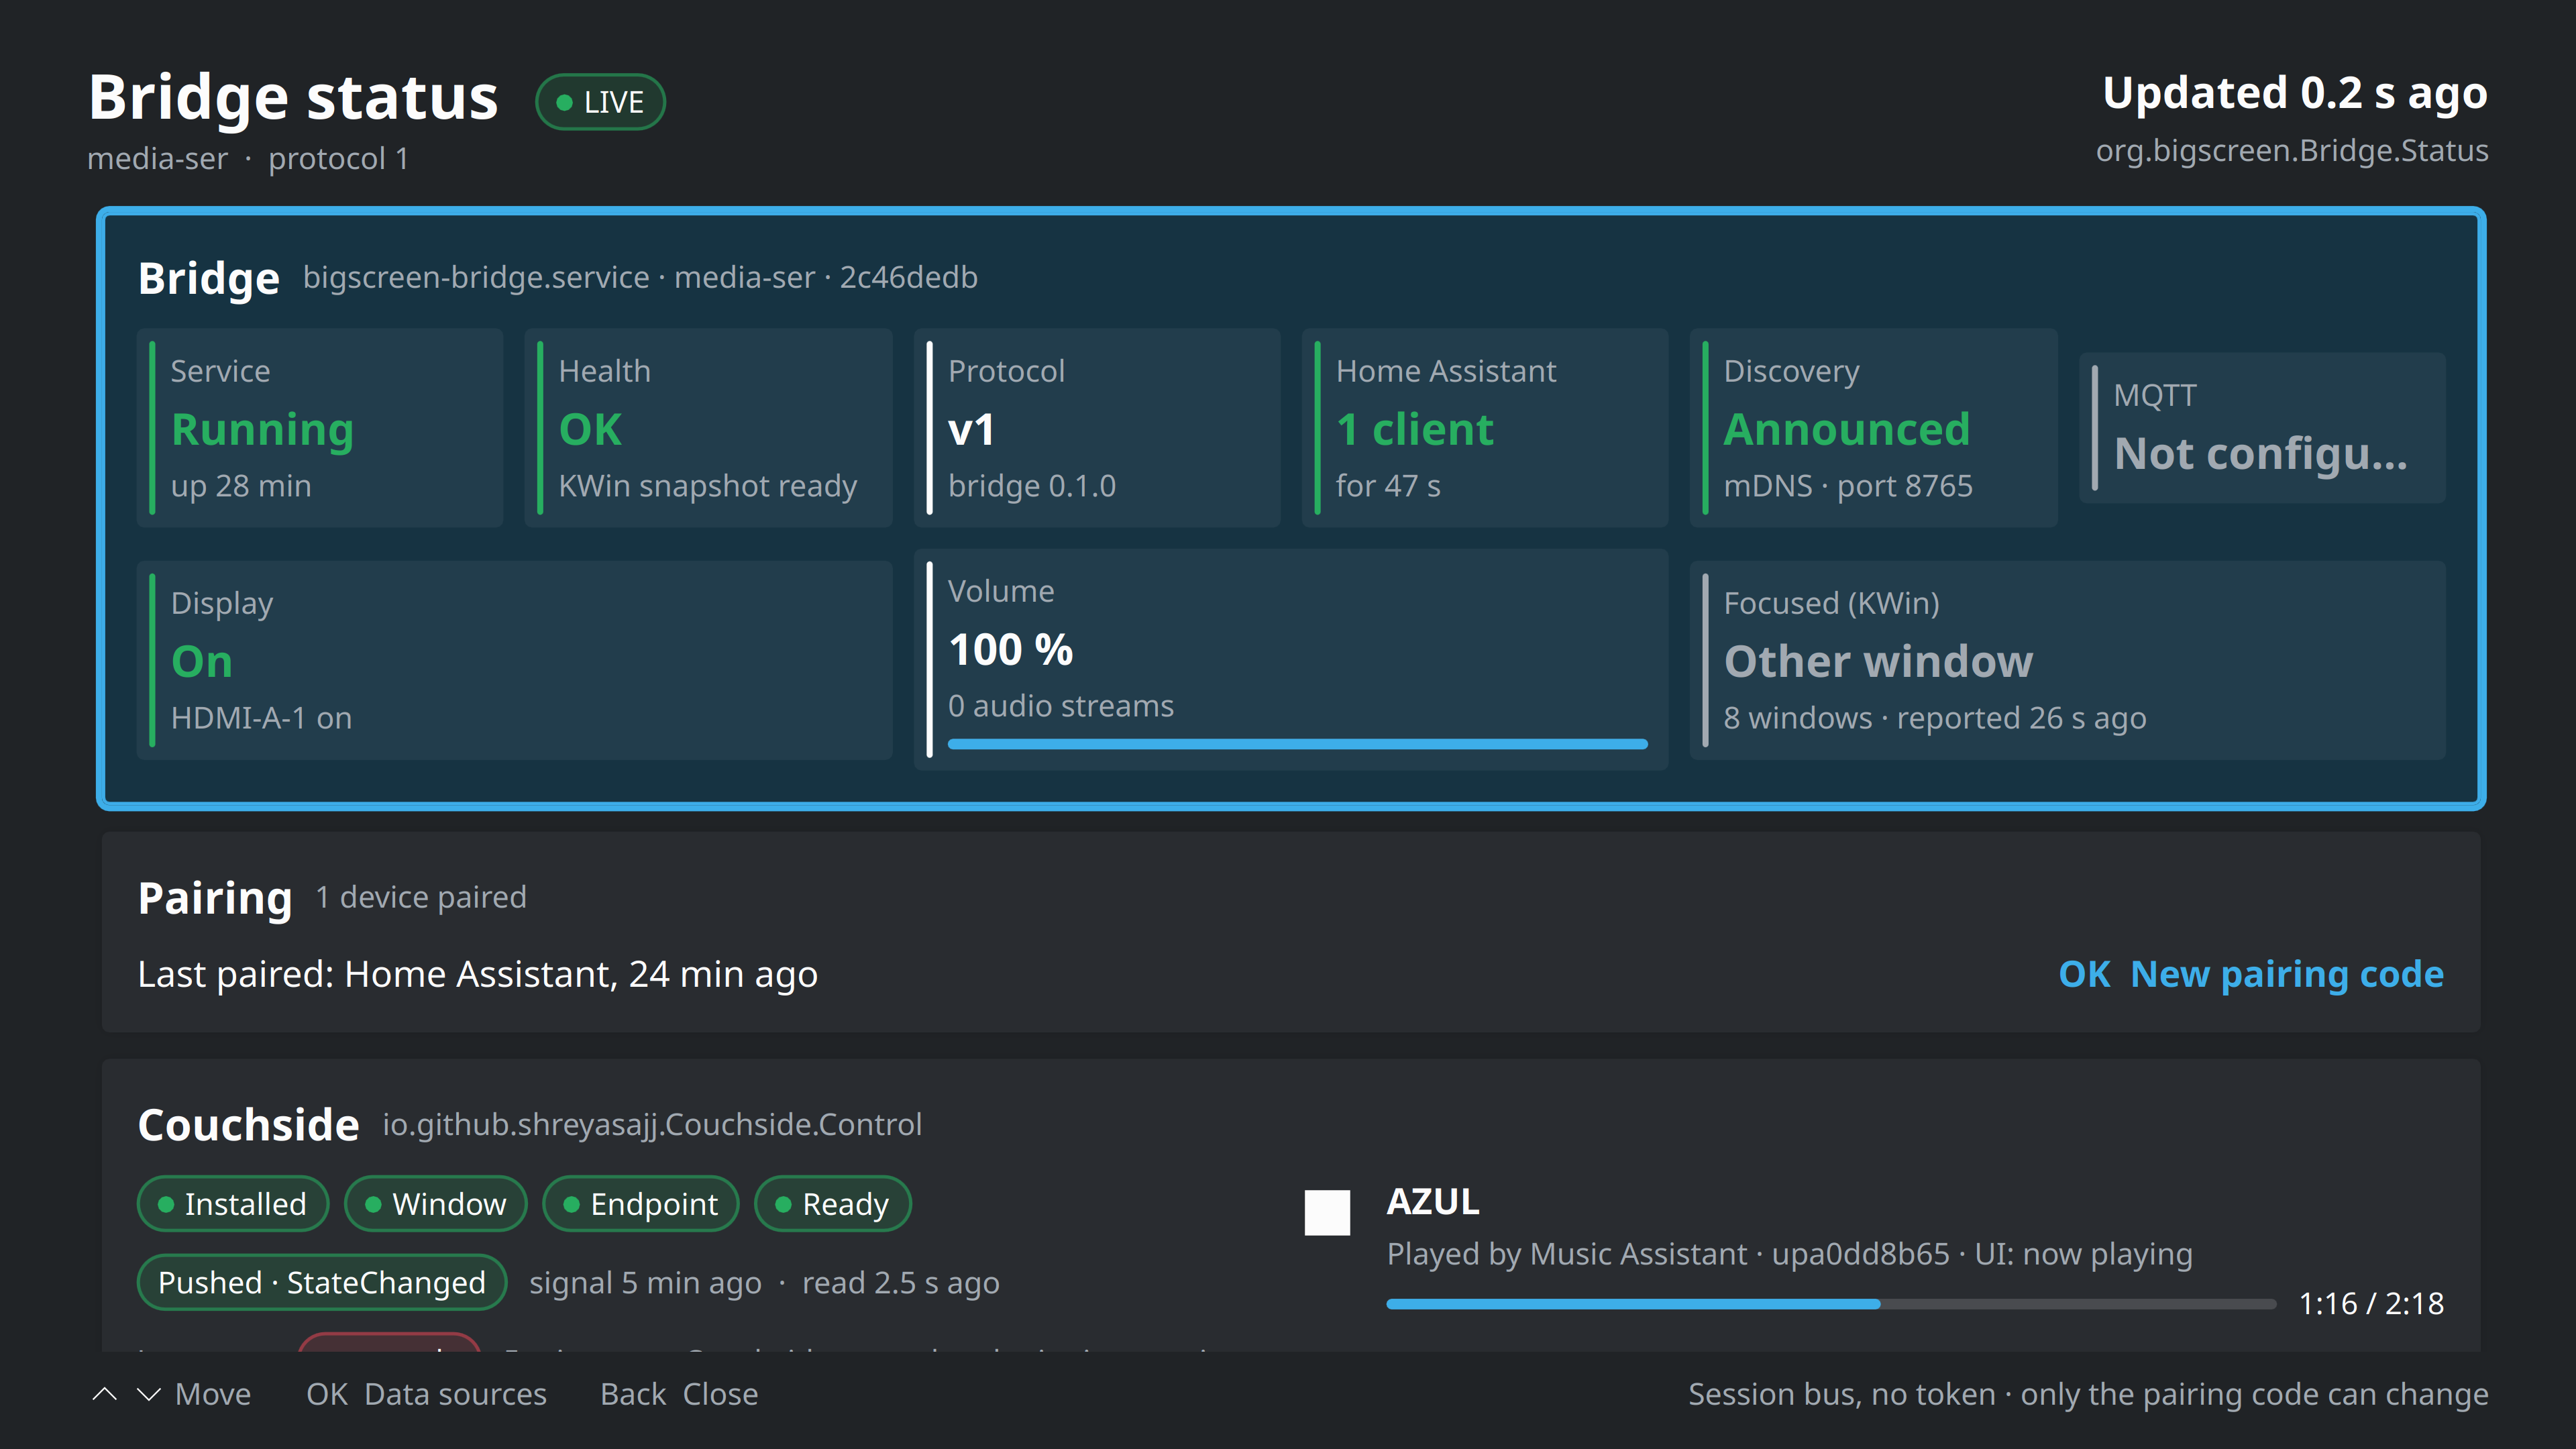 Bridge status
LIVE
Updated 0.2 s ago
media-ser · protocol 1
org.bigscreen.Bridge.Status
Bridge bigscreen-bridge.service · media-ser · 2c46dedb
Service
Running
up 28 min
Health
OK
KWin snapshot ready
Protocol
v1
bridge 0.1.0
Home Assistant
1 client
for 47 s
Discovery
Announced
mDNS · port 8765
MQTT
Not configu...
Display
On
HDMI-A-1 on
Volume
100 %
0 audio streams
Focused (KWin)
Other window
8 windows · reported 26 s ago
Pairing 1 device paired
Last paired: Home Assistant, 24 min ago
OK New pairing code
Couchside io.github.shreyasajj.Couchside.Control
Installed Window Endpoint Ready
Pushed · StateChanged signal 5 min ago · read 2.5 s ago
AZUL
Played by Music Assistant · upa0dd8b65 · UI: now playing
1:16 / 2:18
Move OK Data sources Back Close
Session bus, no token · only the pairing code can change